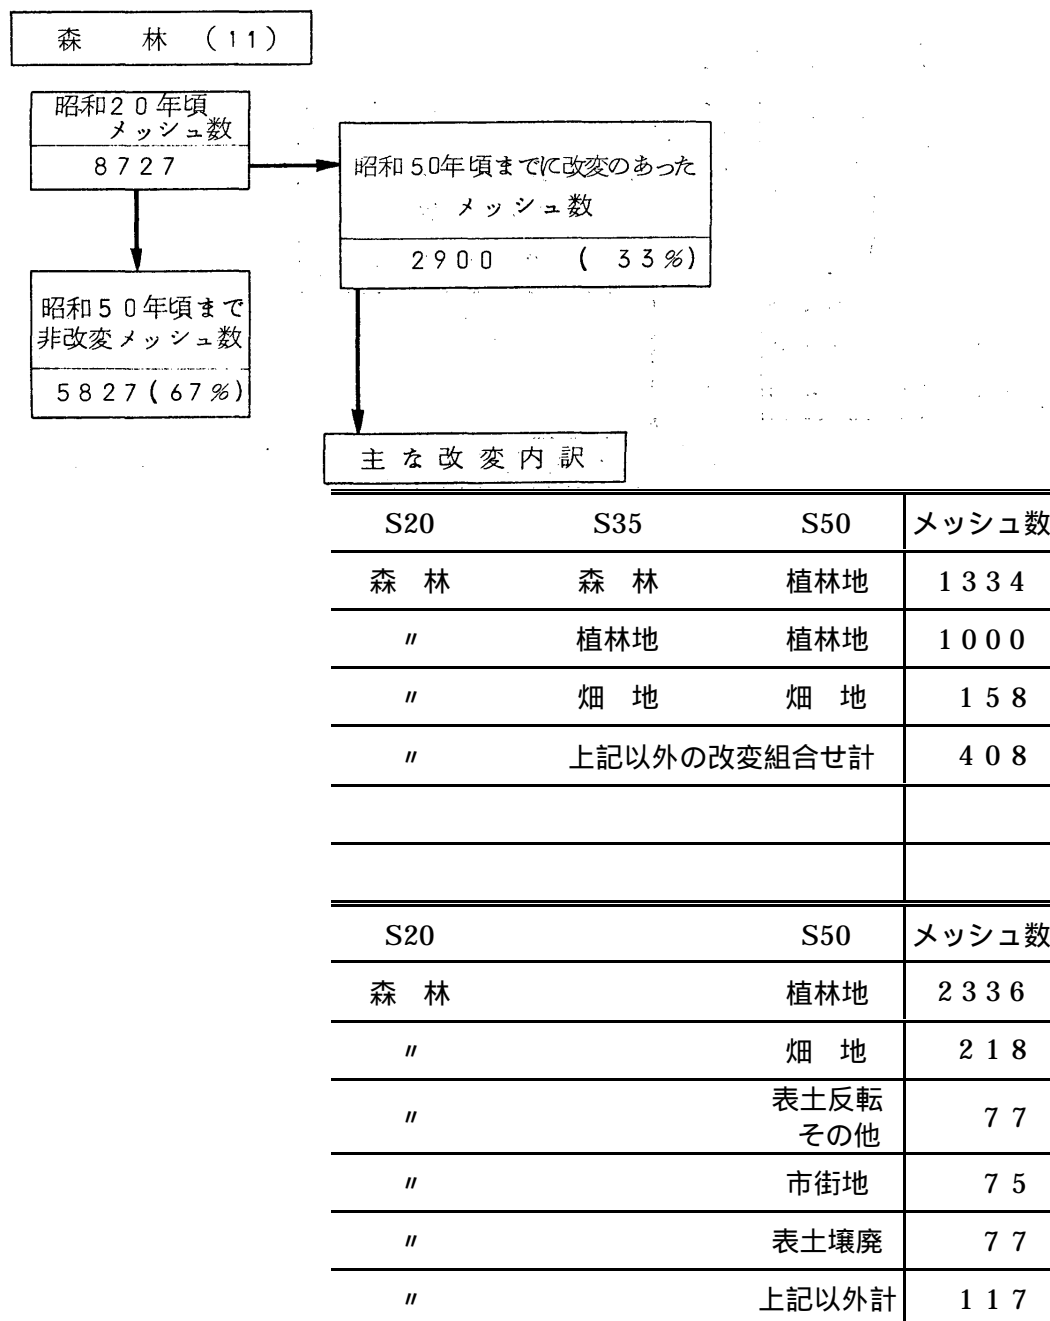 森 林 (11)
昭和20年頃
メッシュ数
8727
昭和50年頃までに改変のあった
メッシュ数
2900 ( 33%)
昭和50年頃まで
非改変メッシュ数
5827(67%)
主な改変内訳
S20 S35 S50 メッシュ数
森 林 森 林 植林地 1334
〃 植林地 植林地 1000
〃 畑 地 畑 地 158
〃 上記以外の改変組合せ計 408
S20 S50 メッシュ数
森 林 植林地 2336
〃 畑 地 218
〃 表土反転
その他 77
〃 市街地 75
〃 表土壌廃 77
〃 上記以外計 117